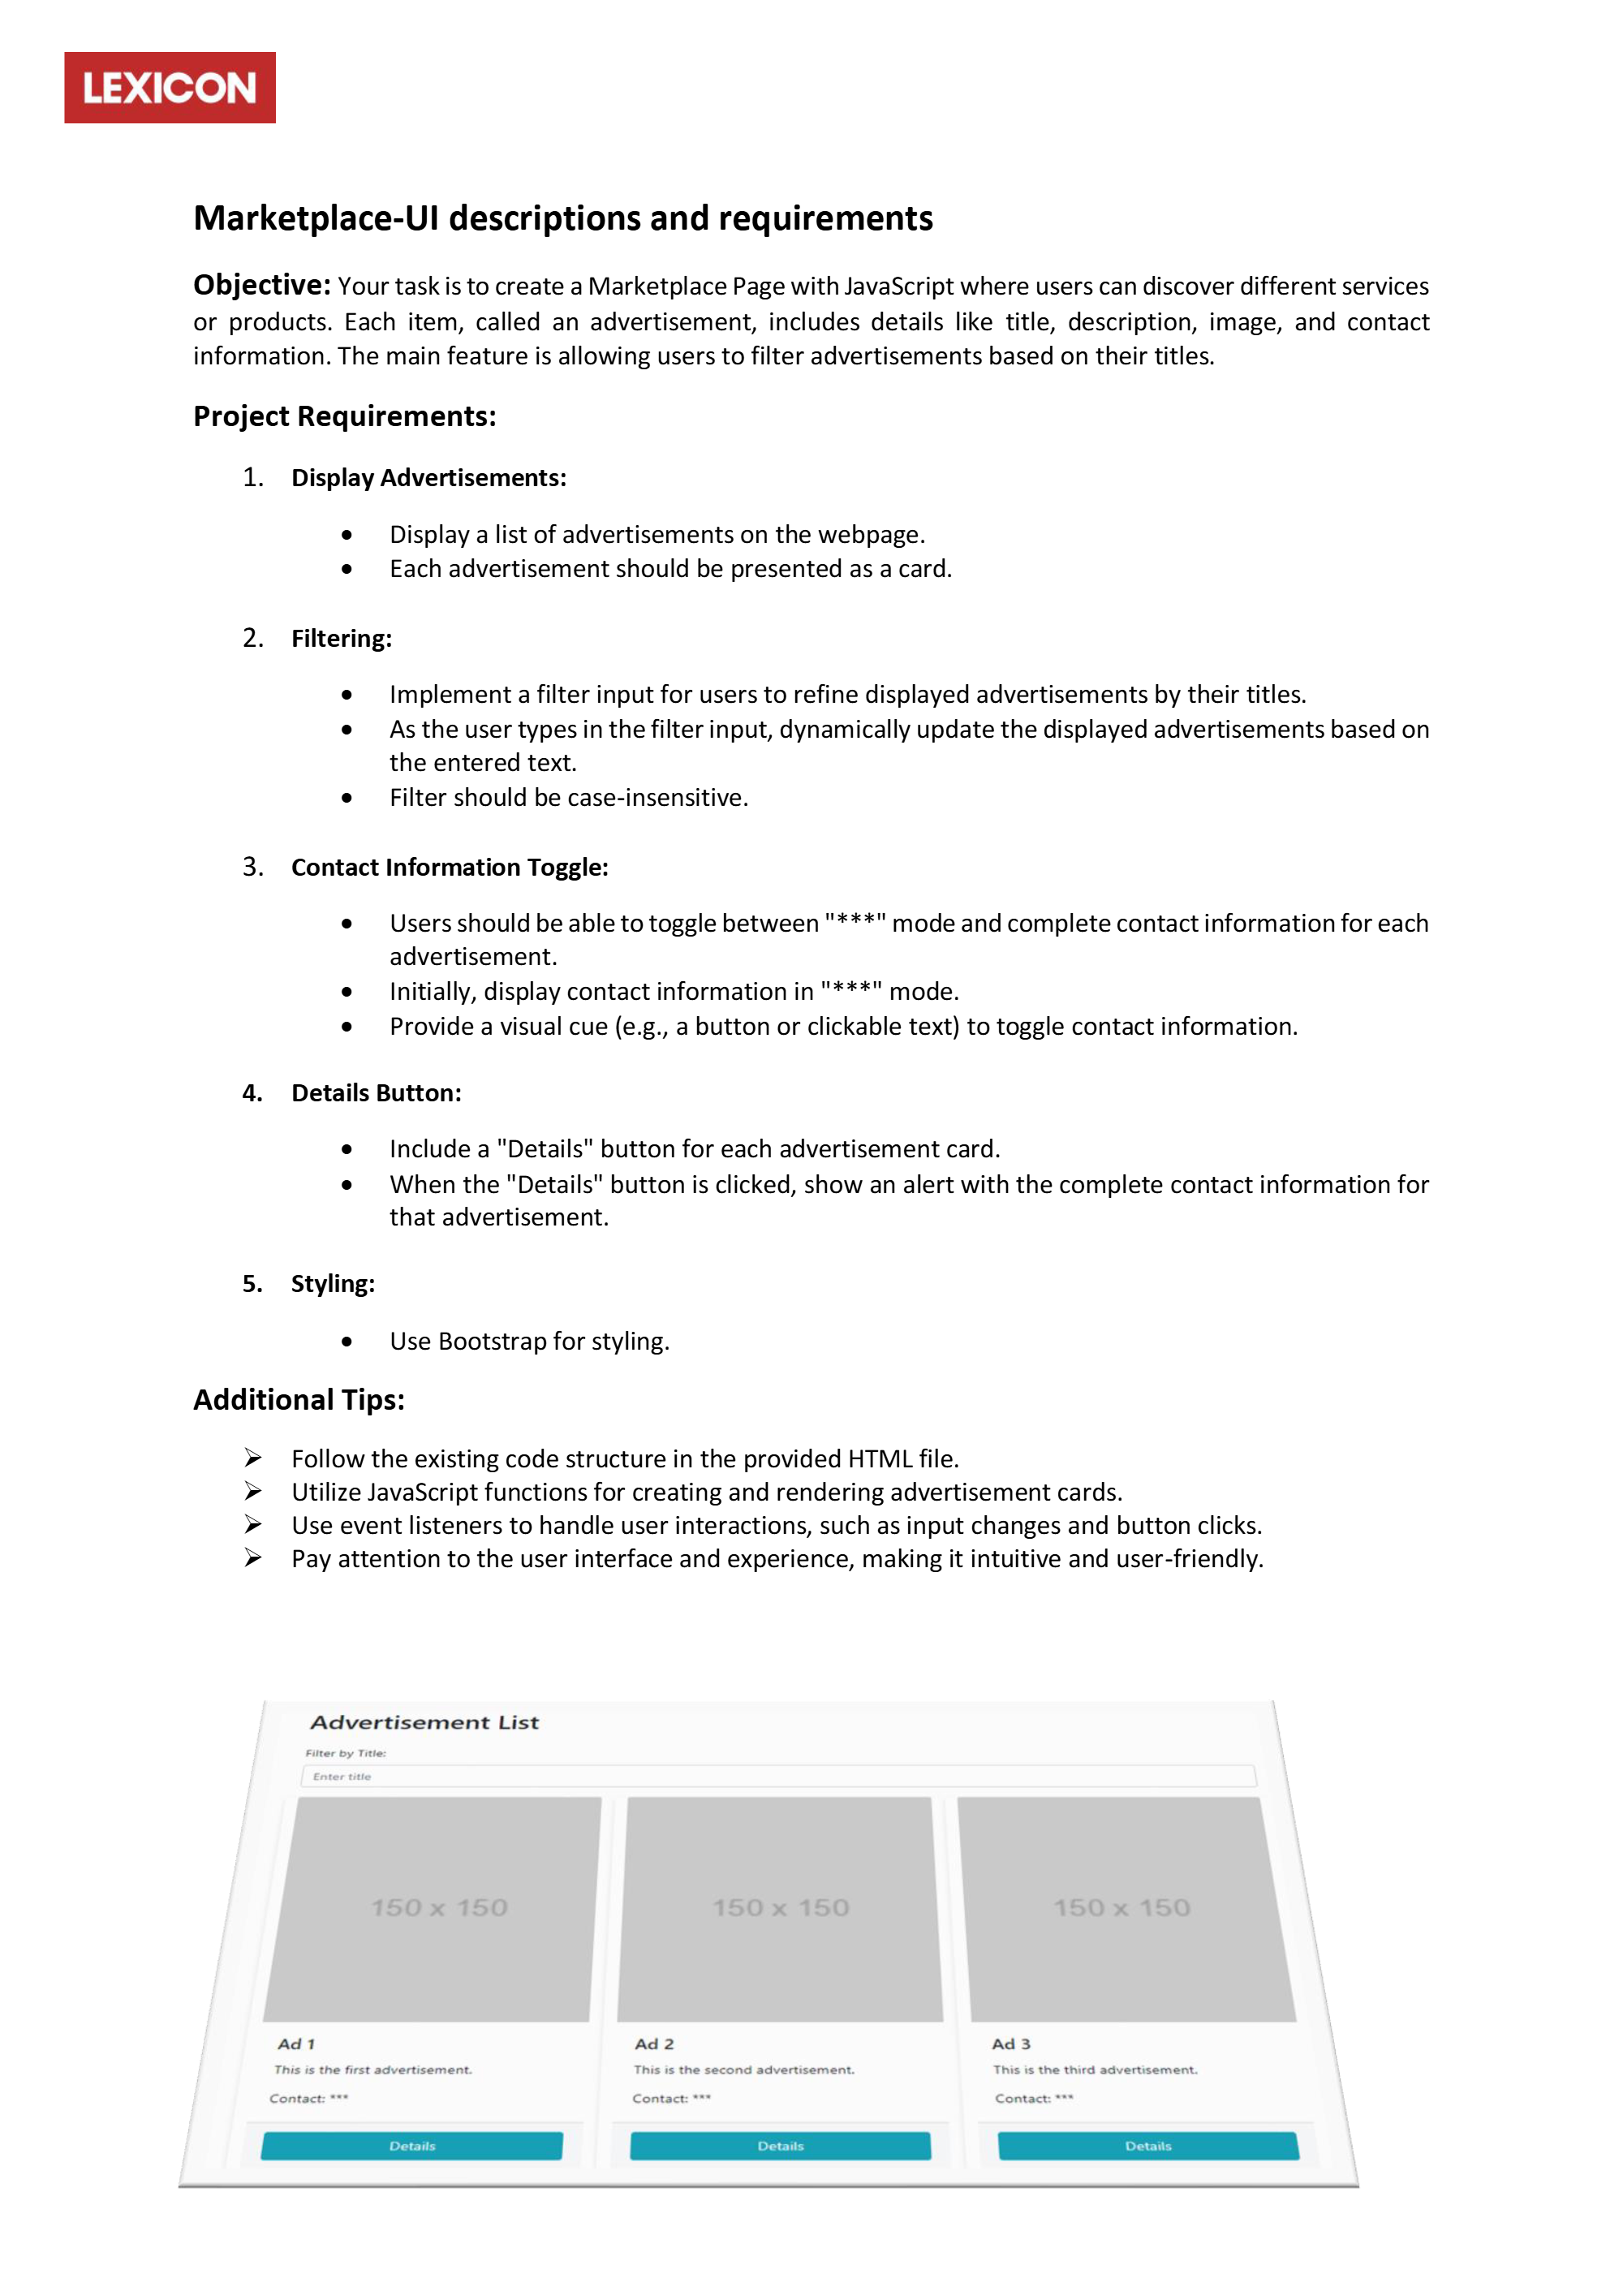 LEXICON
Marketplace-UI descriptions and requirements
Objective: Your task is to create a Marketplace Page with JavaScript where users can discover different services
or products. Each item, called an advertisement, includes details like title, description, image, and contact
information. The main feature is allowing users to filter advertisements based on their titles.
Project Requirements:
1. Display Advertisements:
• Display a list of advertisements on the webpage.
• Each advertisement should be presented as a card.
2. Filtering:
• Implement a filter input for users to refine displayed advertisements by their titles.
• As the user types in the filter input, dynamically update the displayed advertisements based on
the entered text.
• Filter should be case-insensitive.
3. Contact Information Toggle:
• Users should be able to toggle between "***" mode and complete contact information for each
advertisement.
• Initially, display contact information in "***" mode.
• Provide a visual cue (e.g., a button or clickable text) to toggle contact information.
4. Details Button:
• Include a "Details" button for each advertisement card.
• When the "Details" button is clicked, show an alert with the complete contact information for
that advertisement.
5. Styling:
• Use Bootstrap for styling.
Additional Tips:
➢ Follow the existing code structure in the provided HTML file.
➢ Utilize JavaScript functions for creating and rendering advertisement cards.
➢ Use event listeners to handle user interactions, such as input changes and button clicks.
➢ Pay attention to the user interface and experience, making it intuitive and user-friendly.
Advertisement List
Filter by Title:
Enter title
150 x 150 150 x 150 150 x 150
Ad 1 Ad 2 Ad 3
This is the first advertisement. This is the second advertisement. This is the third advertisement.
Contact: *** Contact: *** Contact: ***
Details Details Details